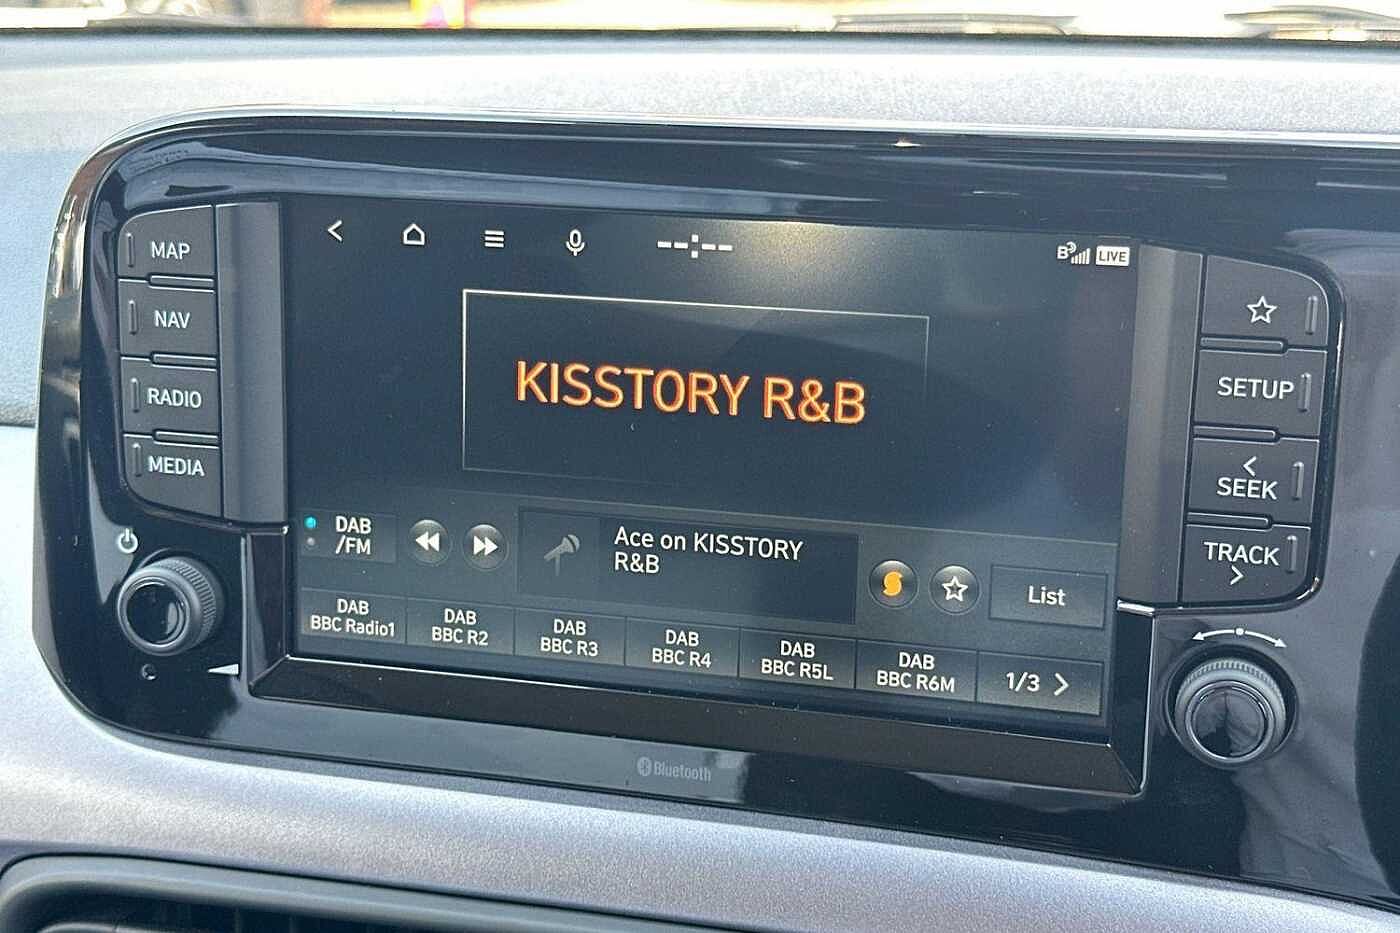 MAP
NAV
RADIO
MEDIA
--:--
B
LIVE
KISSTORY R&B
DAB
/FM
Ace on KISSTORY
R&B
List
DAB
BBC Radio1
DAB
BBC R2
DAB
BBC R3
DAB
BBC R4
DAB
BBC R5L
DAB
BBC R6M
1/3 >
SETUP
<
SEEK
TRACK
>
Bluetooth